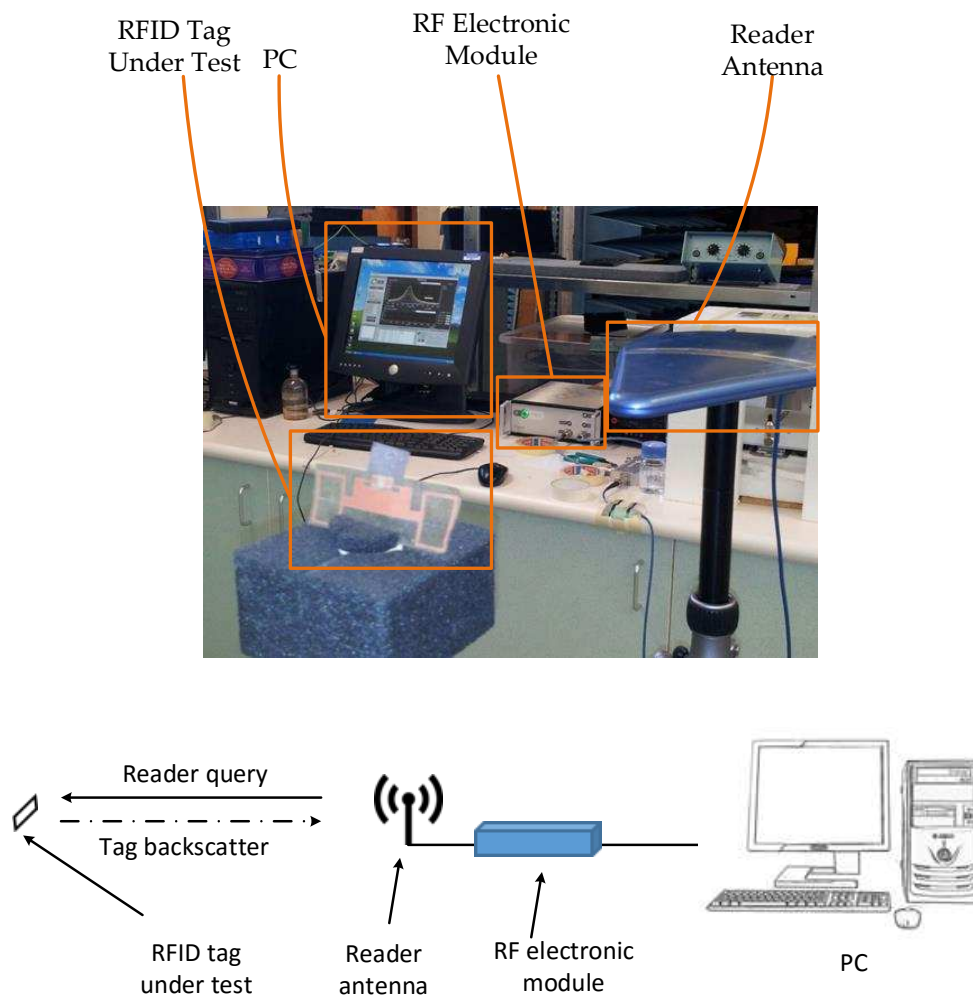 RFID Tag
Under Test
PC
RF Electronic
Module
Reader
Antenna
Reader query
Tag backscatter
RFID tag
under test
Reader
antenna
RF electronic
module
PC